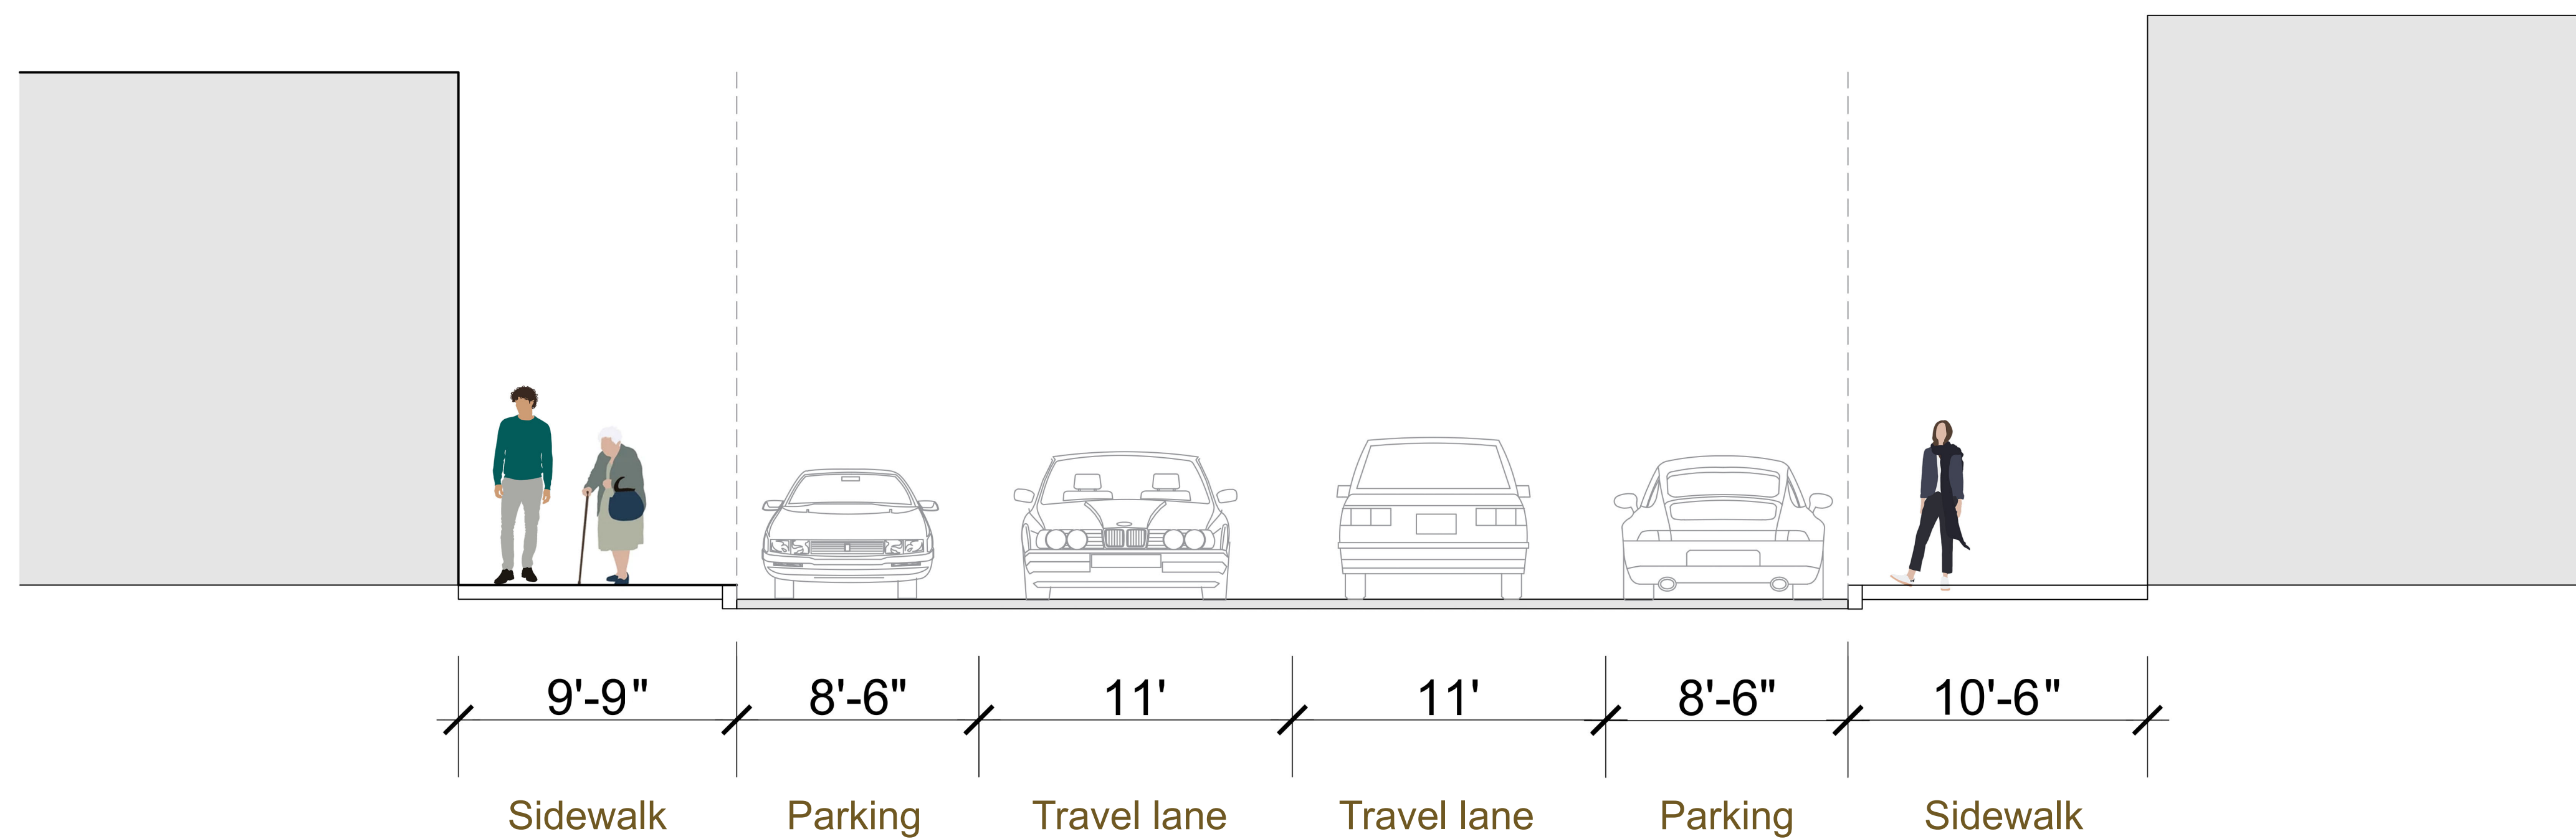 9'-9" 8'-6" 11' 11' 8'-6" 10'-6"
Sidewalk Parking Travel lane Travel lane Parking Sidewalk